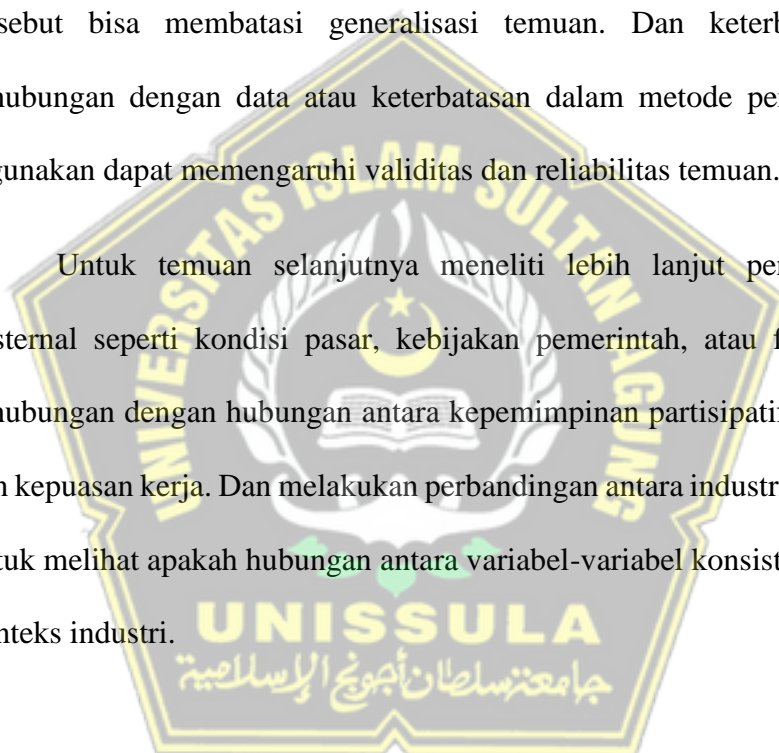 sebut bisa membatasi generalisasi temuan. Dan keterb
hubungan dengan data atau keterbatasan dalam metode pe
gunakan dapat memengaruhi validitas dan reliabilitas temuan.
Untuk temuan selanjutnya meneliti lebih lanjut per
sternal seperti kondisi pasar, kebijakan pemerintah, atau f
hubungan dengan hubungan antara kepemimpinan partisipatif
n kepuasan kerja. Dan melakukan perbandingan antara industr
tuk melihat apakah hubungan antara variabel-variabel konsist
nteks industri.
UNIVERSITAS ISLAM SULTAN AGUNG
UNISSULA
جامعة سلطان أجونج الإسلامية